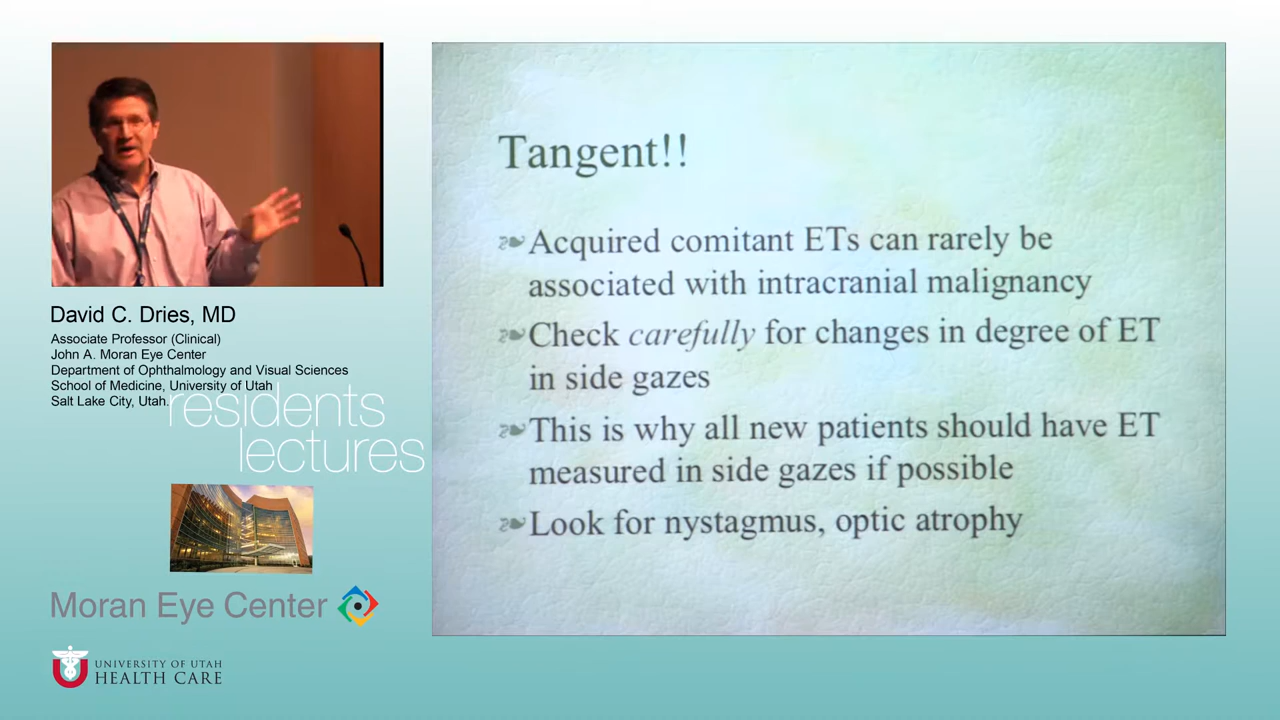 David C. Dries, MD
Associate Professor (Clinical)
John A. Moran Eye Center
Department of Ophthalmology and Visual Sciences
School of Medicine, University of Utah
Salt Lake City, Utah.
residents
lectures
Moran Eye Center
UNIVERSITY OF UTAH
HEALTH CARE
Tangent!!
Acquired comitant ETs can rarely be
associated with intracranial malignancy
Check carefully for changes in degree of ET
in side gazes
This is why all new patients should have ET
measured in side gazes if possible
Look for nystagmus, optic atrophy